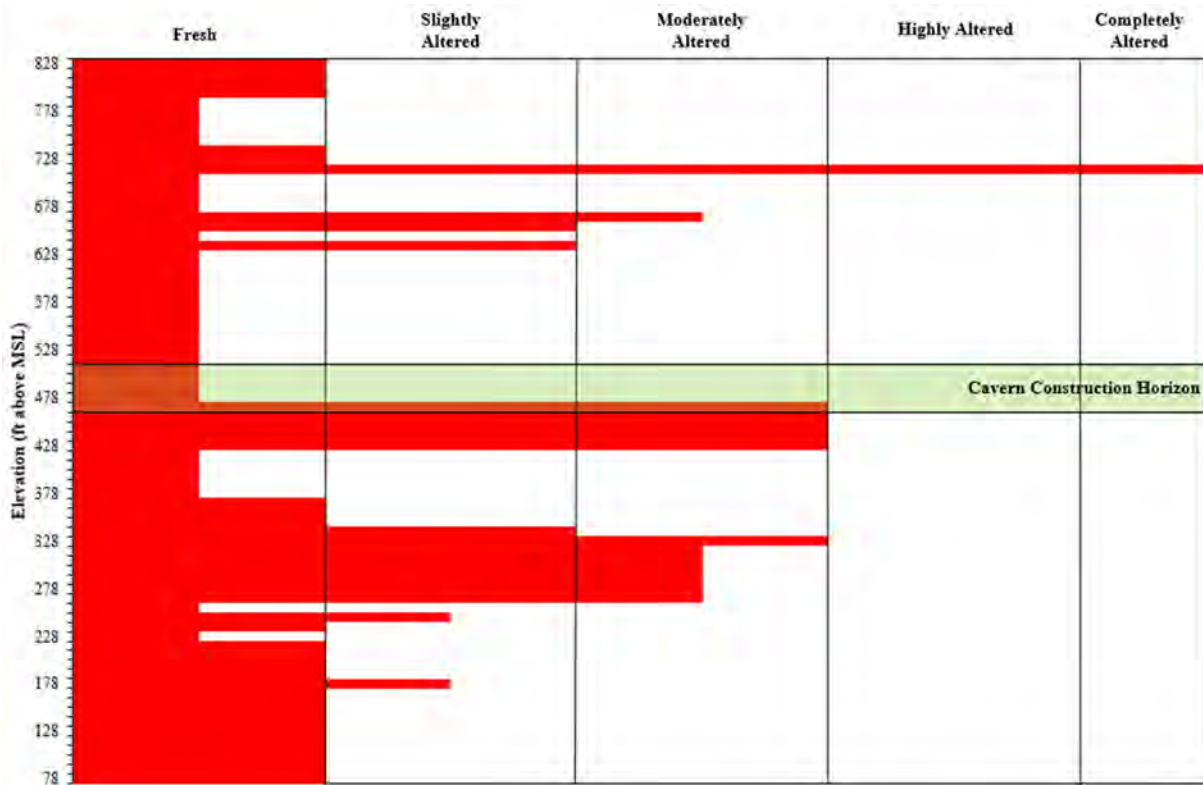 Fresh
Slightly
Altered
Moderately
Altered
Highly Altered
Completely
Altered
828
778
728
678
628
578
528
478
428
378
328
278
228
178
128
78
Elevation (ft above MSL)
Cavern Construction Horizon